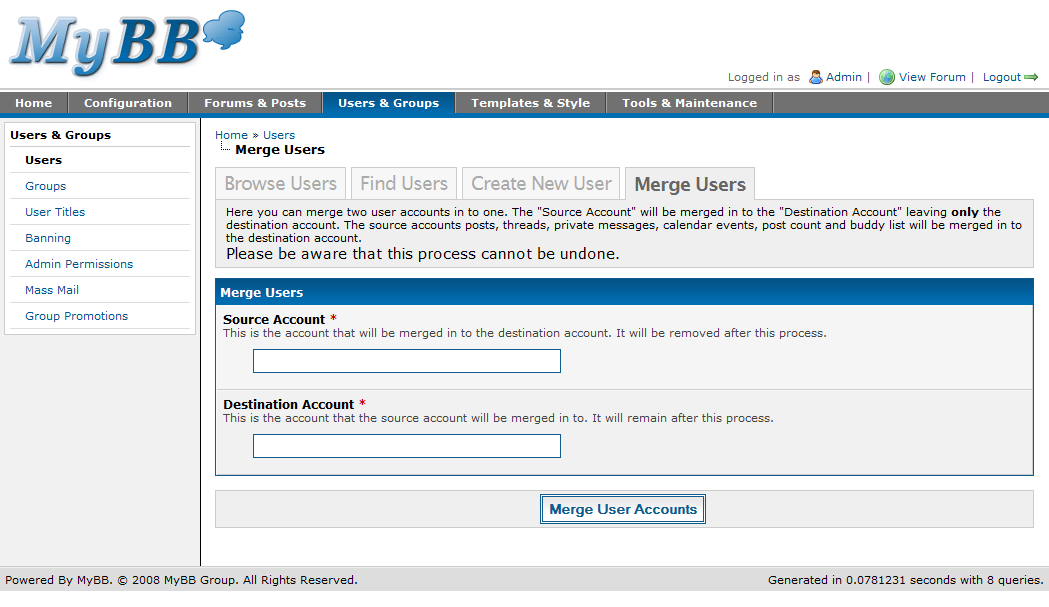 MyBB
Logged in as Admin | View Forum | Logout
Home Configuration Forums & Posts Users & Groups Templates & Style Tools & Maintenance
Users & Groups
Users
Groups
User Titles
Banning
Admin Permissions
Mass Mail
Group Promotions
Home » Users
Merge Users
Browse Users Find Users Create New User Merge Users
Here you can merge two user accounts in to one. The "Source Account" will be merged in to the "Destination Account" leaving only the
destination account. The source accounts posts, threads, private messages, calendar events, post count and buddy list will be merged in to
the destination account.
Please be aware that this process cannot be undone.
Merge Users
Source Account *
This is the account that will be merged in to the destination account. It will be removed after this process.
Destination Account *
This is the account that the source account will be merged in to. It will remain after this process.
Merge User Accounts
Powered By MyBB. © 2008 MyBB Group. All Rights Reserved.
Generated in 0.0781231 seconds with 8 queries.